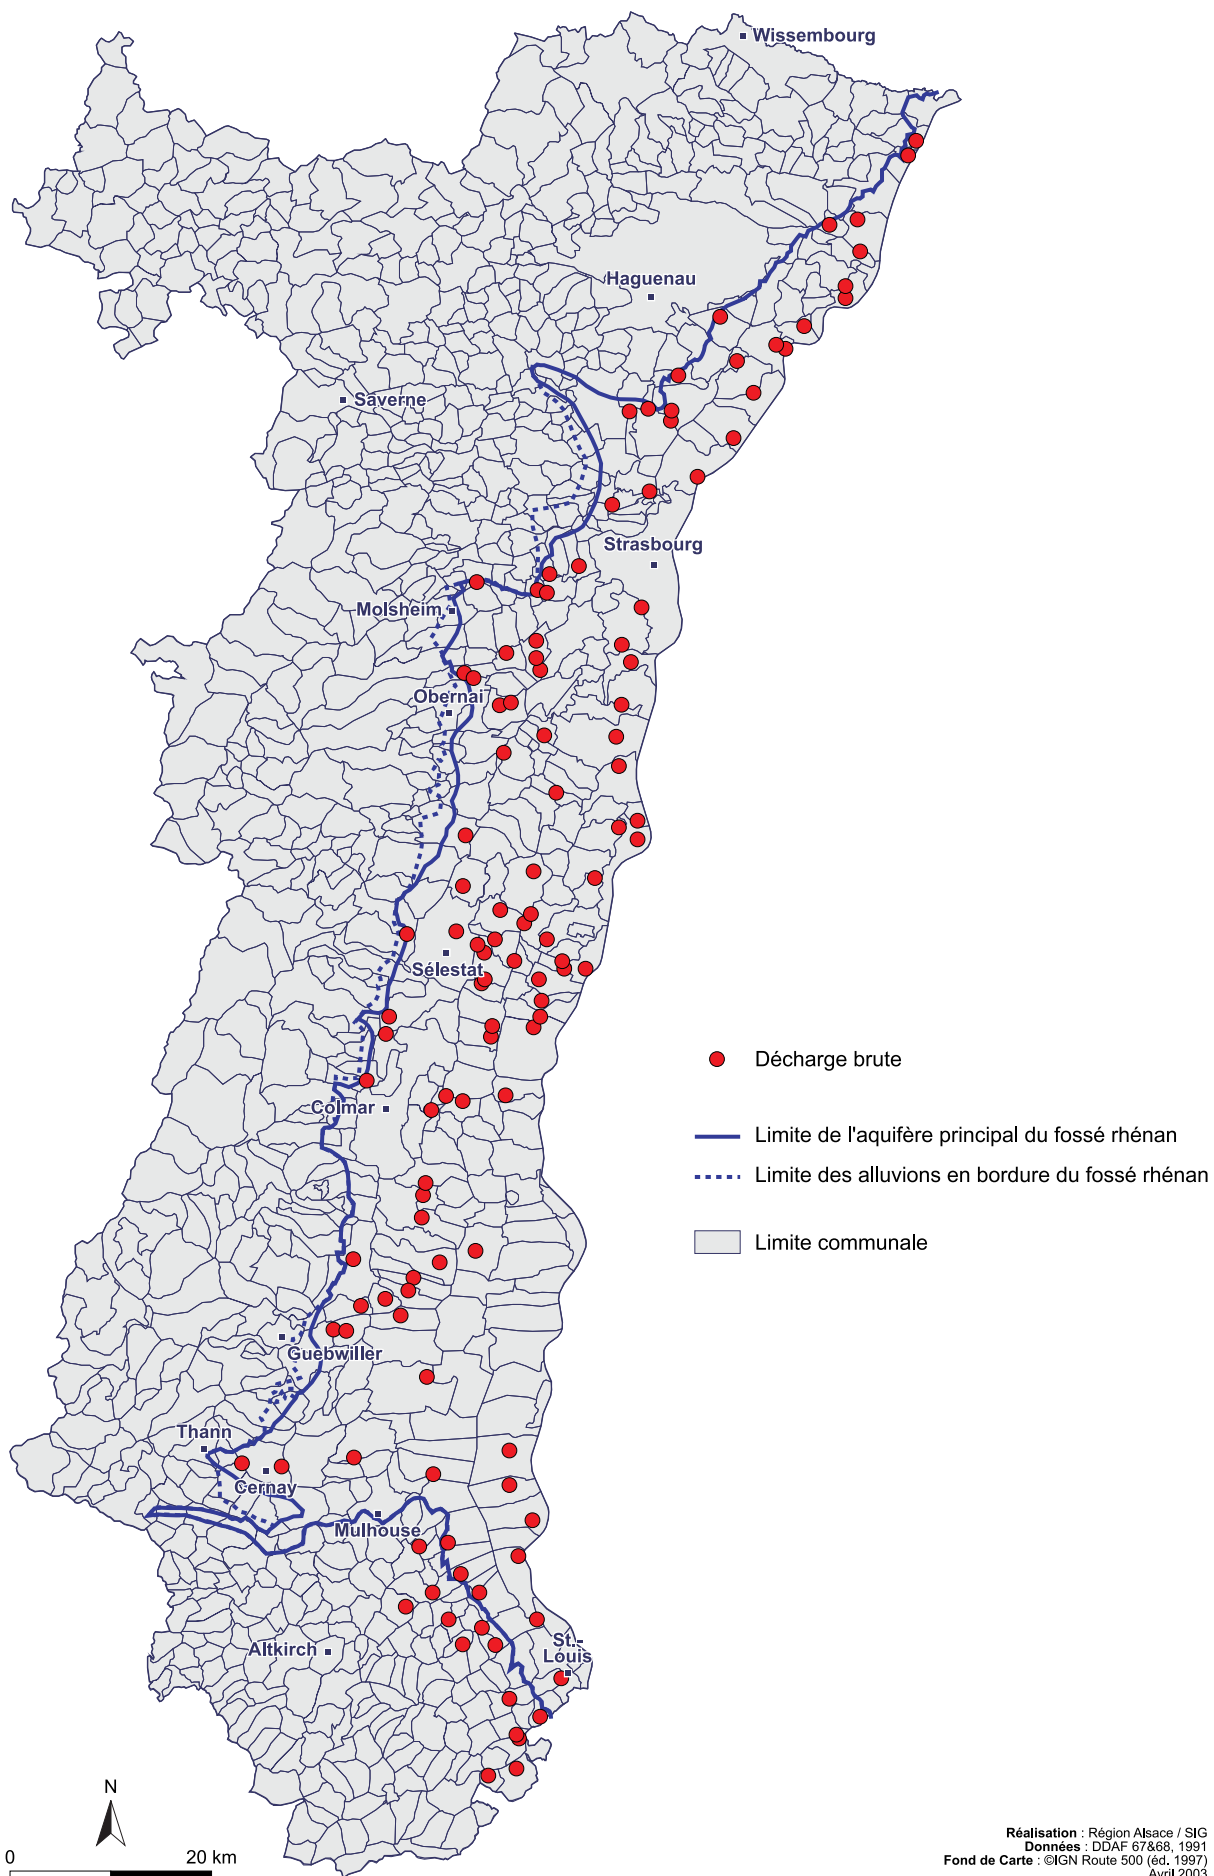 Wissembourg
Haguenau
Saverne
Strasbourg
Molsheim
Obernai
Sélestat
Décharge brute
Colmar
Limite de l'aquifère principal du fossé rhénan
Limite des alluvions en bordure du fossé rhénan
Limite communale
Guebwiller
Thann
Cernay
Mulhouse
Altkirch
St.-
Louis
N
0 20 km
Réalisation : Région Alsace / SIG
Données : DDAF 67&68, 1991
Fond de Carte : ©IGN Route 500 (éd. 1997)
Avril 2003